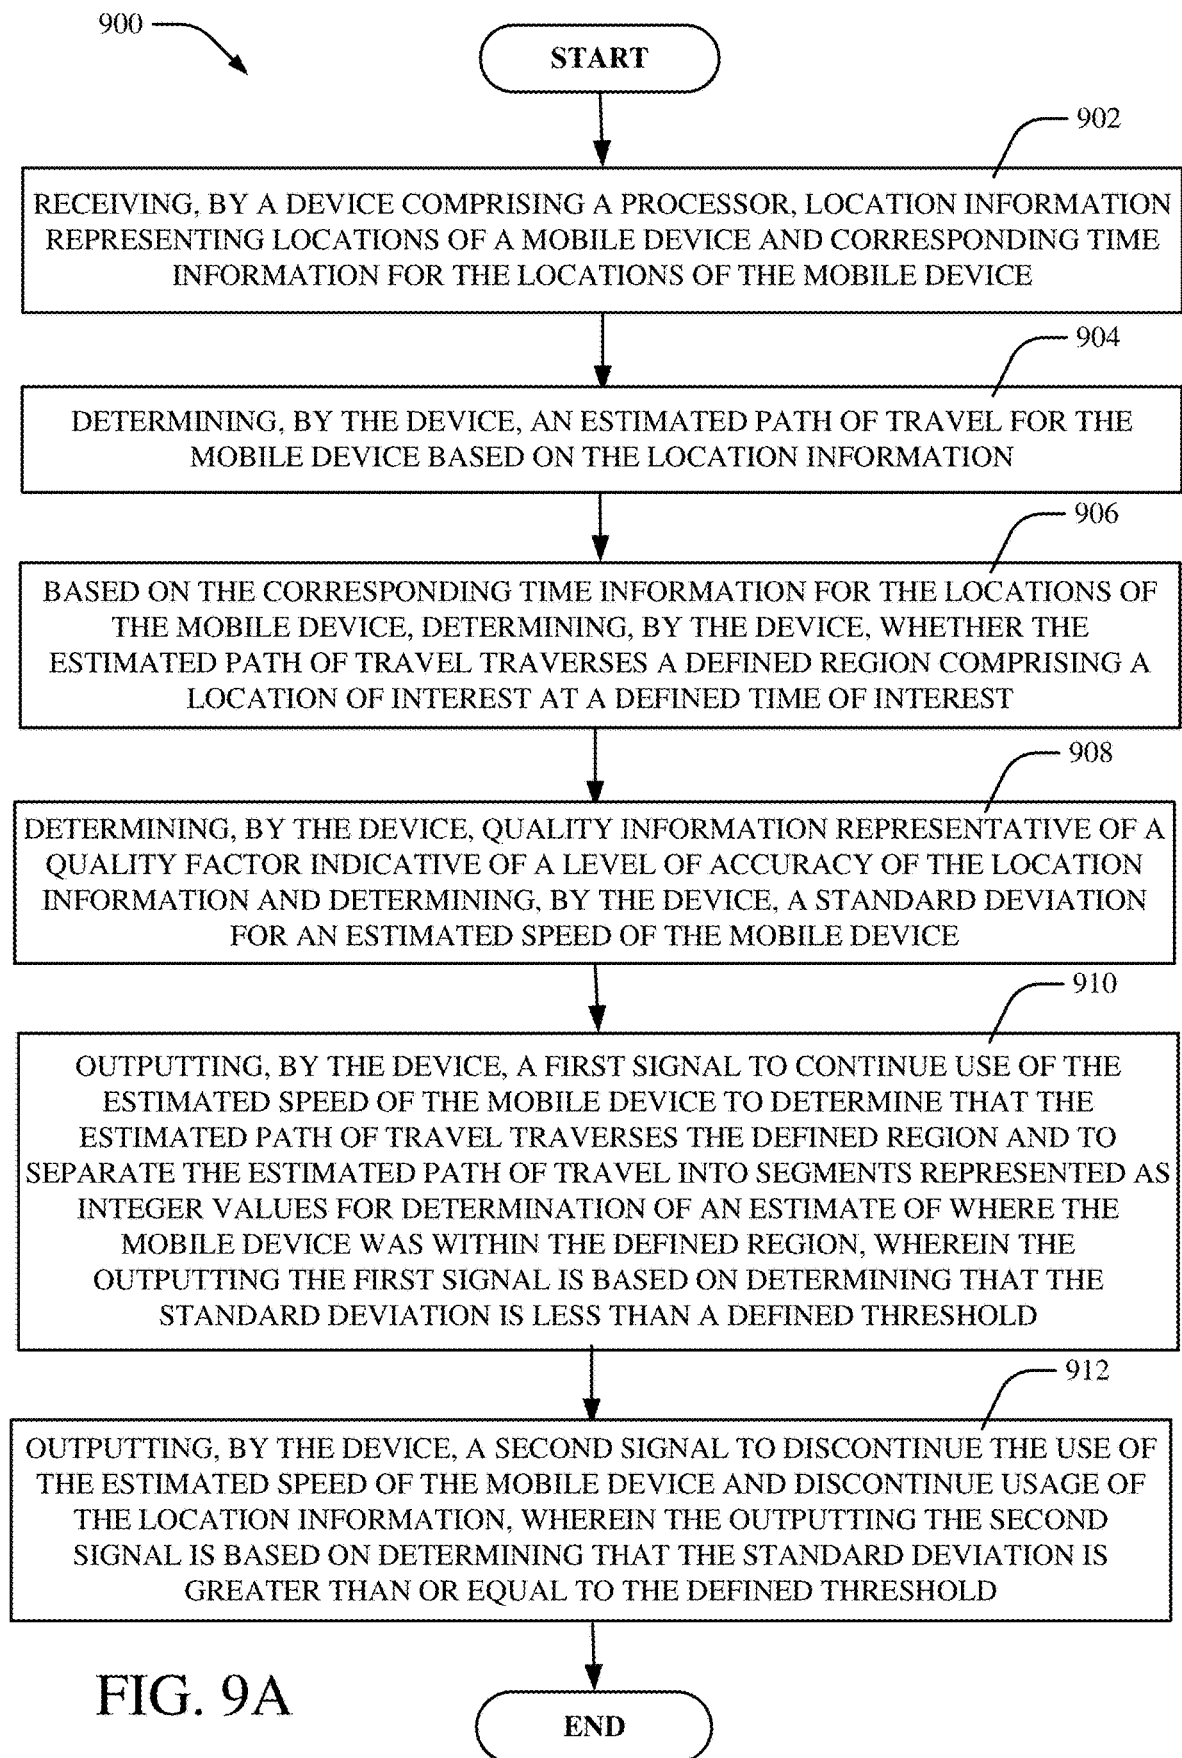 900
START
902
RECEIVING, BY A DEVICE COMPRISING A PROCESSOR, LOCATION INFORMATION
REPRESENTING LOCATIONS OF A MOBILE DEVICE AND CORRESPONDING TIME
INFORMATION FOR THE LOCATIONS OF THE MOBILE DEVICE
904
DETERMINING, BY THE DEVICE, AN ESTIMATED PATH OF TRAVEL FOR THE
MOBILE DEVICE BASED ON THE LOCATION INFORMATION
906
BASED ON THE CORRESPONDING TIME INFORMATION FOR THE LOCATIONS OF
THE MOBILE DEVICE, DETERMINING, BY THE DEVICE, WHETHER THE
ESTIMATED PATH OF TRAVEL TRAVERSES A DEFINED REGION COMPRISING A
LOCATION OF INTEREST AT A DEFINED TIME OF INTEREST
908
DETERMINING, BY THE DEVICE, QUALITY INFORMATION REPRESENTATIVE OF A
QUALITY FACTOR INDICATIVE OF A LEVEL OF ACCURACY OF THE LOCATION
INFORMATION AND DETERMINING, BY THE DEVICE, A STANDARD DEVIATION
FOR AN ESTIMATED SPEED OF THE MOBILE DEVICE
910
OUTPUTTING, BY THE DEVICE, A FIRST SIGNAL TO CONTINUE USE OF THE
ESTIMATED SPEED OF THE MOBILE DEVICE TO DETERMINE THAT THE
ESTIMATED PATH OF TRAVEL TRAVERSES THE DEFINED REGION AND TO
SEPARATE THE ESTIMATED PATH OF TRAVEL INTO SEGMENTS REPRESENTED AS
INTEGER VALUES FOR DETERMINATION OF AN ESTIMATE OF WHERE THE
MOBILE DEVICE WAS WITHIN THE DEFINED REGION, WHEREIN THE
OUTPUTTING THE FIRST SIGNAL IS BASED ON DETERMINING THAT THE
STANDARD DEVIATION IS LESS THAN A DEFINED THRESHOLD
912
OUTPUTTING, BY THE DEVICE, A SECOND SIGNAL TO DISCONTINUE THE USE OF
THE ESTIMATED SPEED OF THE MOBILE DEVICE AND DISCONTINUE USAGE OF
THE LOCATION INFORMATION, WHEREIN THE OUTPUTTING THE SECOND
SIGNAL IS BASED ON DETERMINING THAT THE STANDARD DEVIATION IS
GREATER THAN OR EQUAL TO THE DEFINED THRESHOLD
FIG. 9A
END